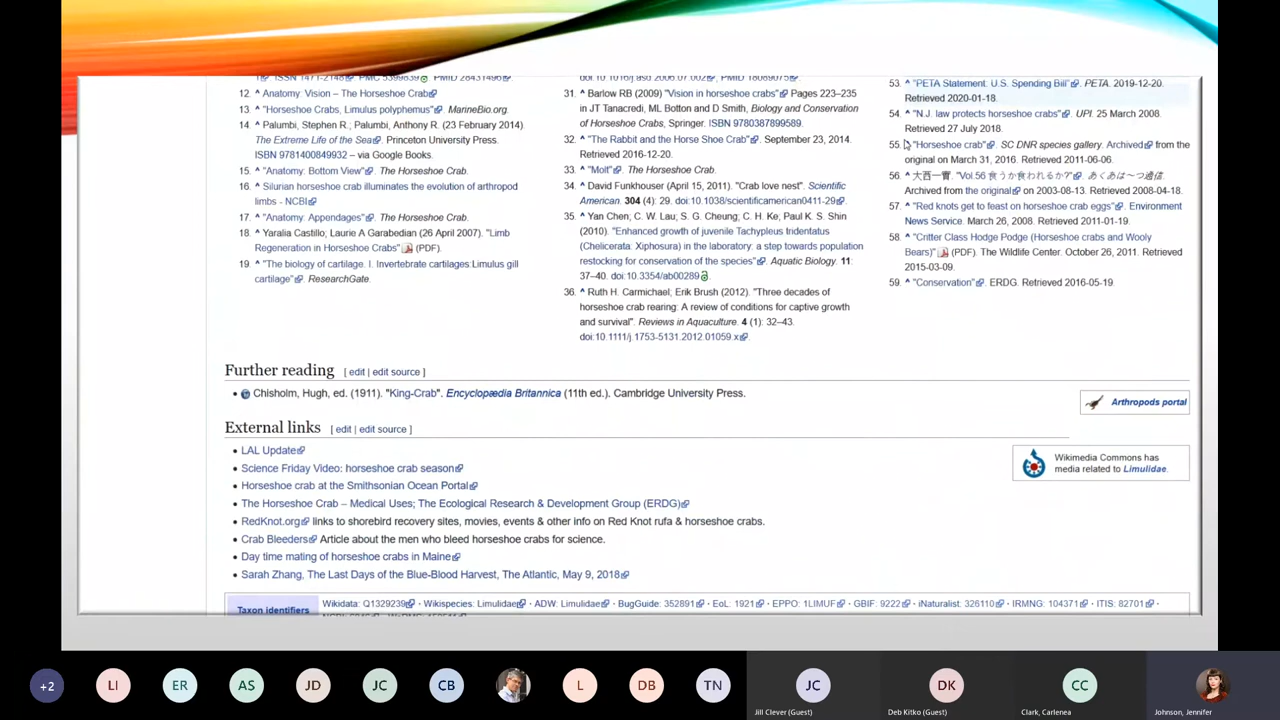 ISSN 1471-2148. PMC 5399839. PMID 28431496.
12. ^ Anatomy: Vision – The Horseshoe Crab
13. ^ "Horseshoe Crabs, Limulus polyphemus". MarineBio.org.
14. ^ Palumbi, Stephen R.; Palumbi, Anthony R. (23 February 2014).
The Extreme Life of the Sea. Princeton University Press.
ISBN 9781400849932 – via Google Books.
15. ^ "Anatomy: Bottom View". The Horseshoe Crab.
16. ^ Silurian horseshoe crab illuminates the evolution of arthropod
limbs - NCBI
17. ^ "Anatomy: Appendages". The Horseshoe Crab.
18. ^ Yaralia Castillo, Laurie A Garabedian (26 April 2007). "Limb
Regeneration in Horseshoe Crabs" (PDF).
19. ^ "The biology of cartilage. I. Invertebrate cartilages:Limulus gill
cartilage". ResearchGate.
doi:10.1016/j.asd.2006.07.002. PMID 18089075.
31. ^ Barlow RB (2009) "Vision in horseshoe crabs" Pages 223–235
in JT Tanacredi, ML Botton and D Smith, Biology and Conservation
of Horseshoe Crabs, Springer. ISBN 9780387899589.
32. ^ "The Rabbit and the Horse Shoe Crab". September 23, 2014.
Retrieved 2016-12-20.
33. ^ "Molt". The Horseshoe Crab.
34. ^ David Funkhouser (April 15, 2011). "Crab love nest". Scientific
American. 304 (4): 29. doi:10.1038/scientificamerican0411-29.
35. ^ Yan Chen; C. W. Lau, S. G. Cheung; C. H. Ke; Paul K. S. Shin
(2010). "Enhanced growth of juvenile Tachypleus tridentatus
(Chelicerata: Xiphosura) in the laboratory: a step towards population
restocking for conservation of the species". Aquatic Biology. 11:
37–40. doi:10.3354/ab00289.
36. ^ Ruth H. Carmichael; Erik Brush (2012). "Three decades of
horseshoe crab rearing: A review of conditions for captive growth
and survival". Reviews in Aquaculture. 4 (1): 32–43.
doi:10.1111/j.1753-5131.2012.01059.x.
53. ^ "PETA Statement: U.S. Spending Bill". PETA. 2019-12-20.
Retrieved 2020-01-18.
54. ^ "N.J. law protects horseshoe crabs". UPI. 25 March 2008.
Retrieved 27 July 2018.
55. ^ "Horseshoe crab". SC DNR species gallery. Archived from the
original on March 31, 2016. Retrieved 2011-06-06.
56. ^ 大西一實. "Vol.56 食うか食われるか?". あくあは〜つ通信.
Archived from the original on 2003-08-13. Retrieved 2008-04-18.
57. ^ "Red knots get to feast on horseshoe crab eggs". Environment
News Service. March 26, 2008. Retrieved 2011-01-19.
58. ^ "Critter Class Hodge Podge (Horseshoe crabs and Wooly
Bears)" (PDF). The Wildlife Center. October 26, 2011. Retrieved
2015-03-09.
59. ^ "Conservation". ERDG. Retrieved 2016-05-19.
Further reading [ edit | edit source ]
• Chisholm, Hugh, ed. (1911). "King-Crab". Encyclopædia Britannica (11th ed.). Cambridge University Press.
Arthropods portal
External links [ edit | edit source ]
Wikimedia Commons has
media related to Limulidae.
• LAL Update
• Science Friday Video: horseshoe crab season
• Horseshoe crab at the Smithsonian Ocean Portal
• The Horseshoe Crab – Medical Uses; The Ecological Research & Development Group (ERDG)
• RedKnot.org links to shorebird recovery sites, movies, events & other info on Red Knot rufa & horseshoe crabs.
• Crab Bleeders Article about the men who bleed horseshoe crabs for science.
• Day time mating of horseshoe crabs in Maine
• Sarah Zhang, The Last Days of the Blue-Blood Harvest, The Atlantic, May 9, 2018
Taxon identifiers
Wikidata: Q1329239 · Wikispecies: Limulidae · ADW: Limulidae · BugGuide: 352891 · EoL: 1921 · EPPO: 1LIMUF · GBIF: 9222 · iNaturalist: 326110 · IRMNG: 104371 · ITIS: 82701 ·
+2
LI
ER
AS
JD
JC
CB
L
DB
TN
JC
DK
CC
Jill Clever (Guest)
Deb Kitko (Guest)
Clark, Carlenea
Johnson, Jennifer